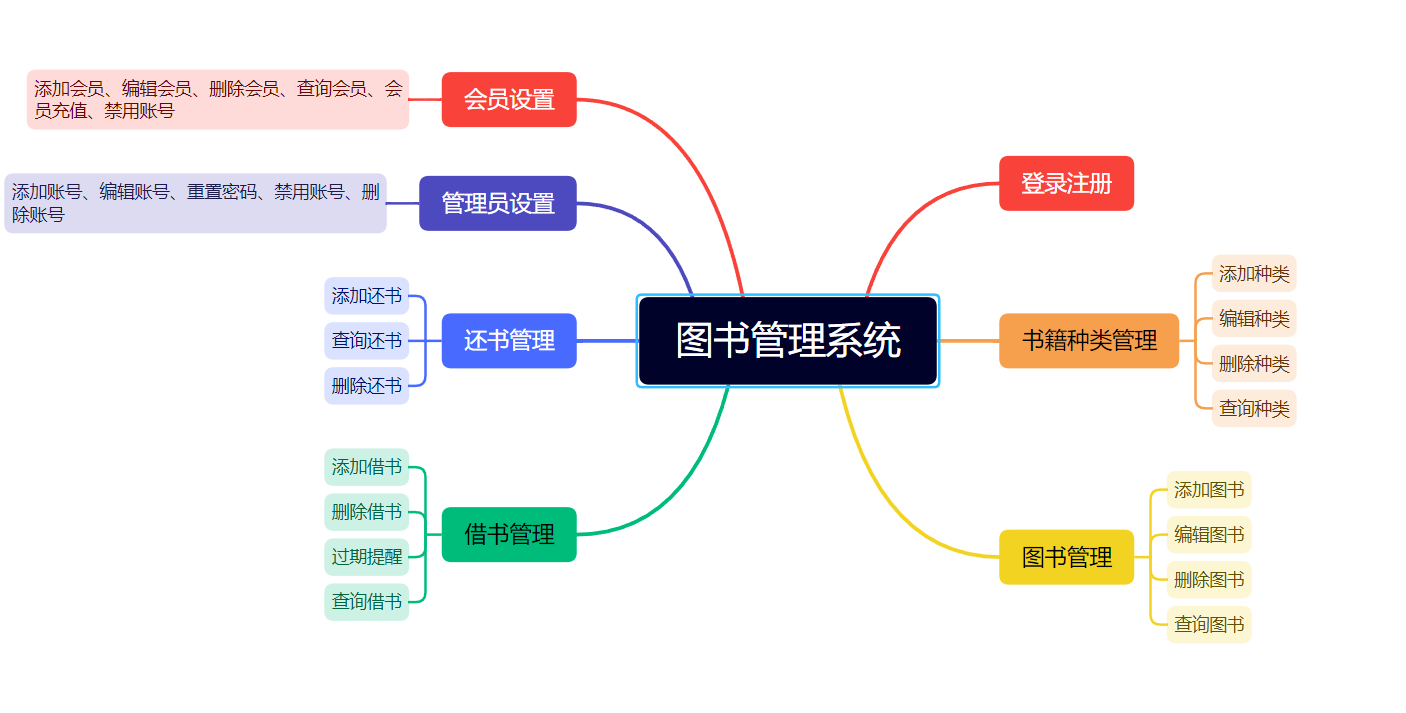 图书管理系统
登录注册
书籍种类管理
添加种类
编辑种类
删除种类
查询种类
图书管理
添加图书
编辑图书
删除图书
查询图书
会员设置
添加会员、编辑会员、删除会员、查询会员、会
员充值、禁用账号
管理员设置
添加账号、编辑账号、重置密码、禁用账号、删
除账号
还书管理
添加还书
查询还书
删除还书
借书管理
添加借书
删除借书
过期提醒
查询借书